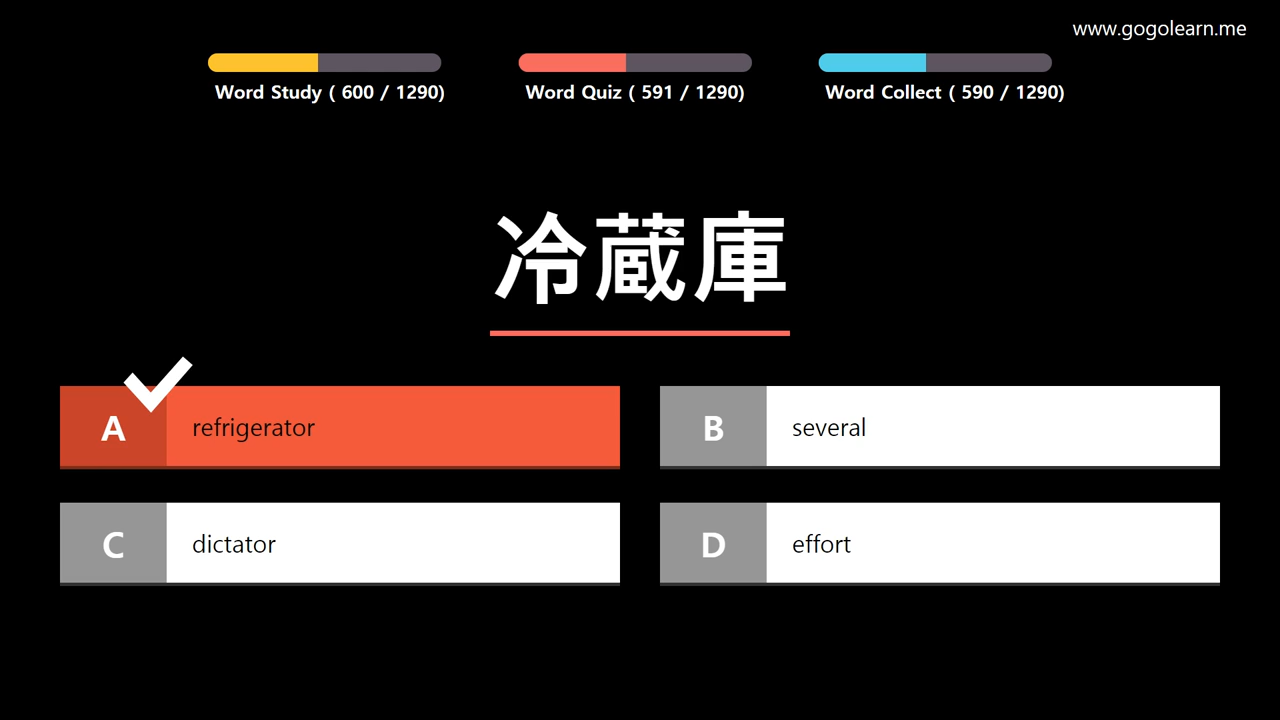 www.gogolearn.me
Word Study ( 600 / 1290)
Word Quiz ( 591 / 1290)
Word Collect ( 590 / 1290)
冷蔵庫
A refrigerator
B several
C dictator
D effort